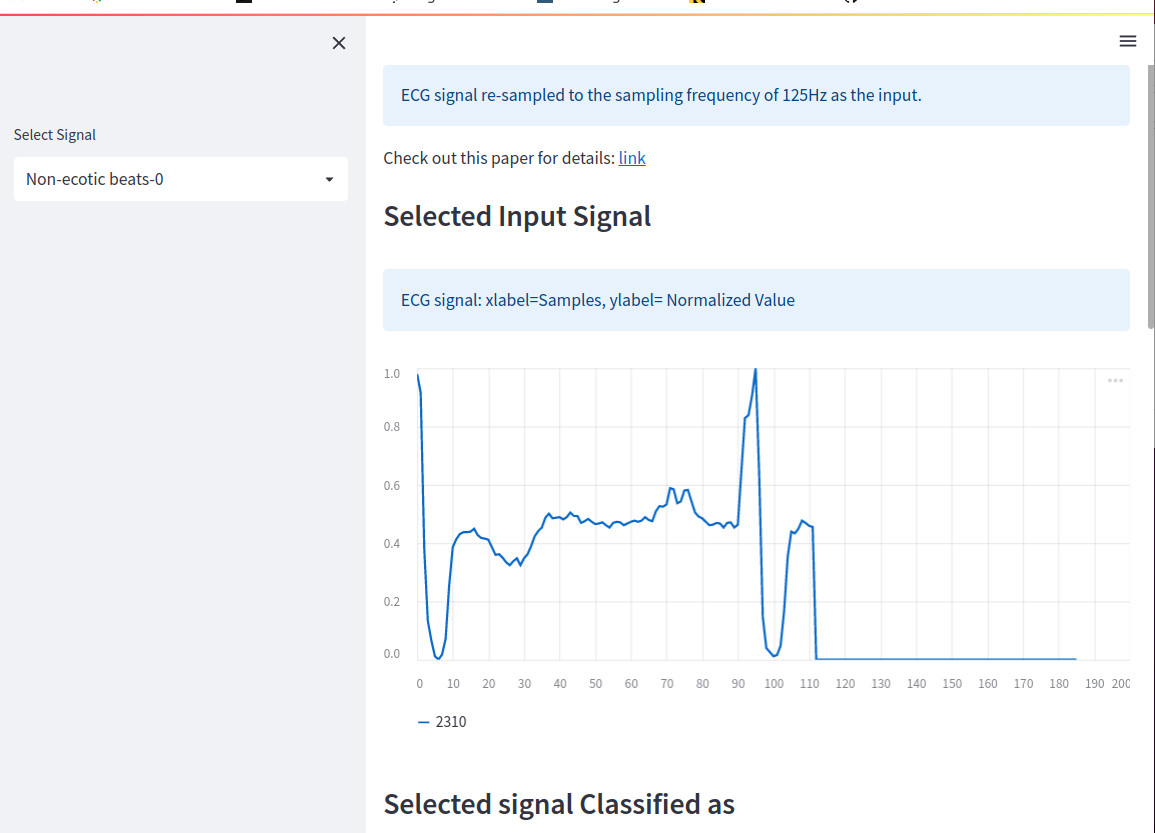 Select Signal
Non-ecotic beats-0
ECG signal re-sampled to the sampling frequency of 125Hz as the input.
Check out this paper for details: link
Selected Input Signal
ECG signal: xlabel=Samples, ylabel= Normalized Value
1.0
0.8
0.6
0.4
0.2
0.0
0 10 20 30 40 50 60 70 80 90 100 110 120 130 140 150 160 170 180 190 200
2310
Selected signal Classified as